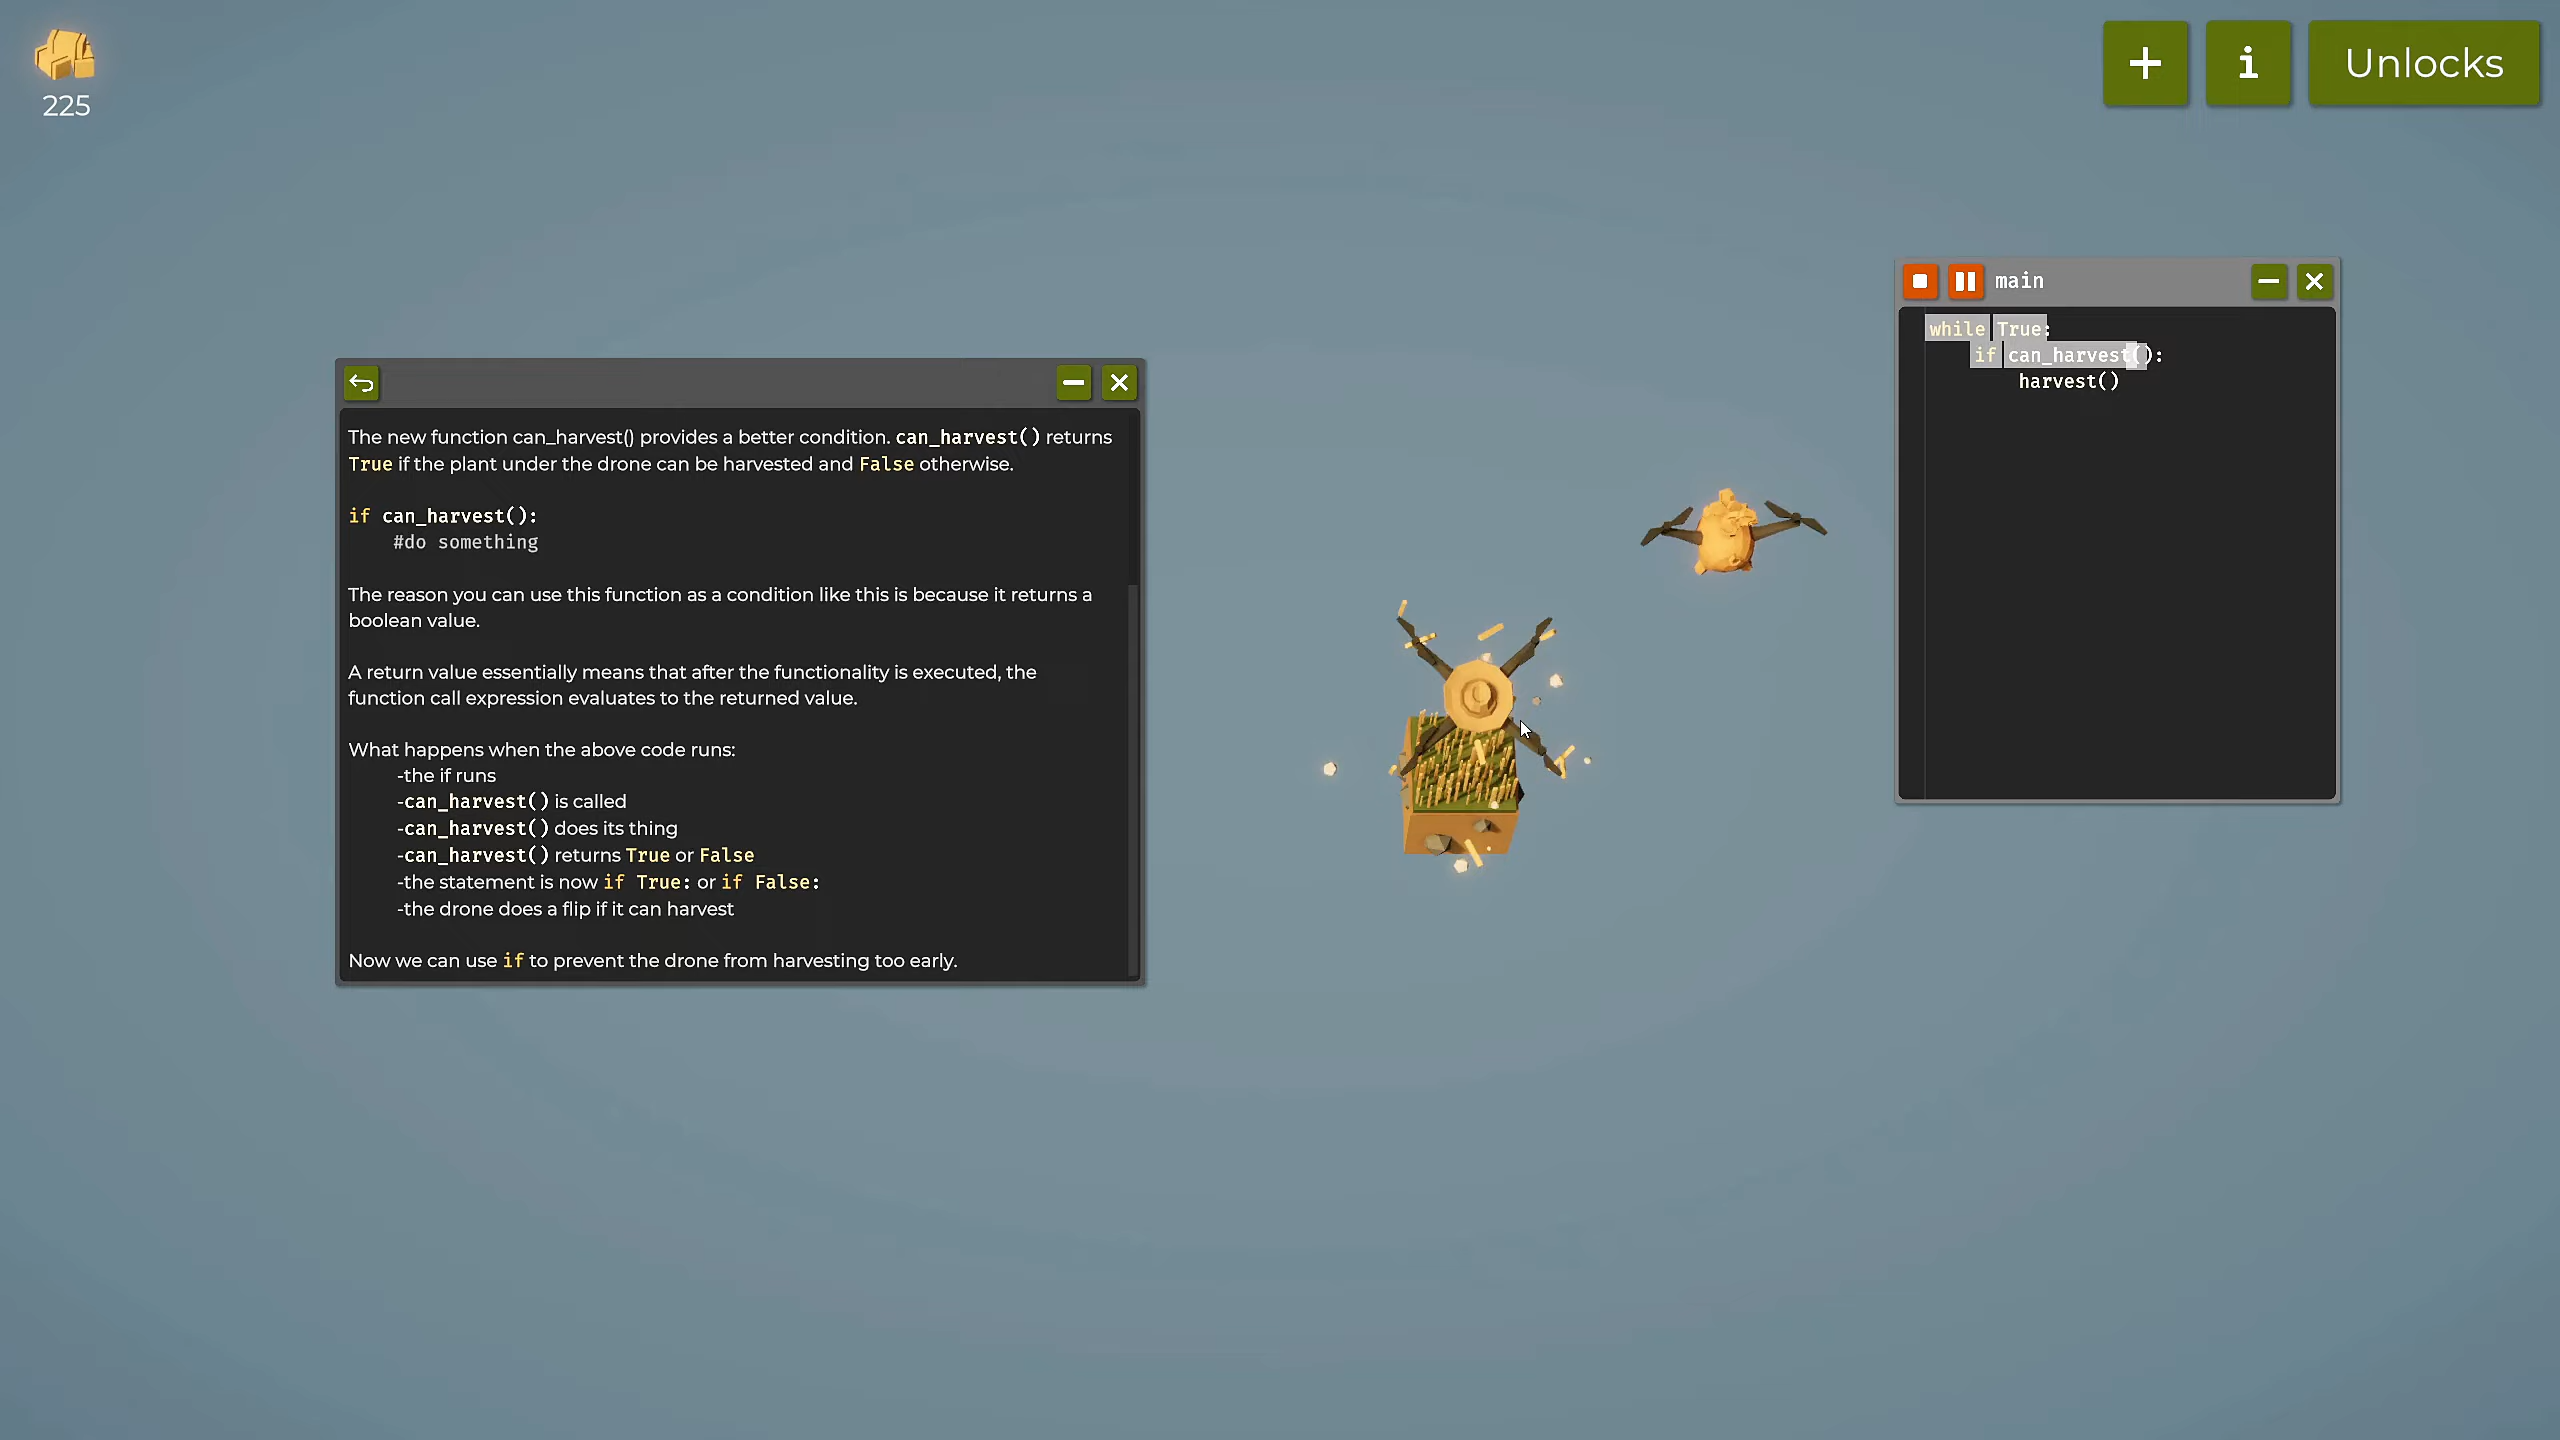 225
+
i
Unlocks
main
while True:
if can_harvest():
harvest()
The new function can_harvest() provides a better condition. can_harvest() returns
True if the plant under the drone can be harvested and False otherwise.
if can_harvest():
#do something
The reason you can use this function as a condition like this is because it returns a
boolean value.
A return value essentially means that after the functionality is executed, the
function call expression evaluates to the returned value.
What happens when the above code runs:
-the if runs
-can_harvest() is called
-can_harvest() does its thing
-can_harvest() returns True or False
-the statement is now if True: or if False:
-the drone does a flip if it can harvest
Now we can use if to prevent the drone from harvesting too early.